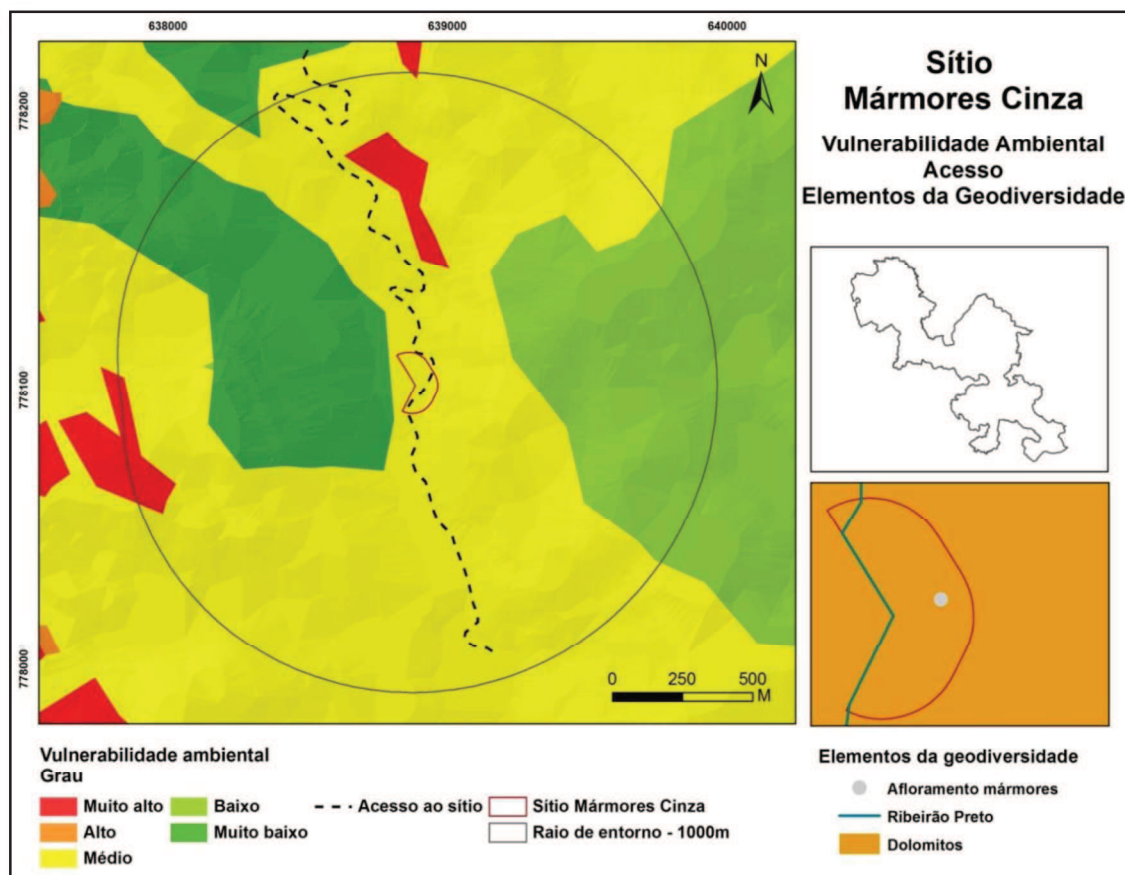 638000
639000
640000
778200
778100
778000
N
0 250 500
M
Sítio
Mármores Cinza
Vulnerabilidade Ambiental
Acesso
Elementos da Geodiversidade
Vulnerabilidade ambiental
Grau
Muito alto
Alto
Médio
Baixo
Muito baixo
Acesso ao sítio
Sítio Mármores Cinza
Raio de entorno - 1000m
Elementos da geodiversidade
Afloramento mármores
Ribeirão Preto
Dolomitos